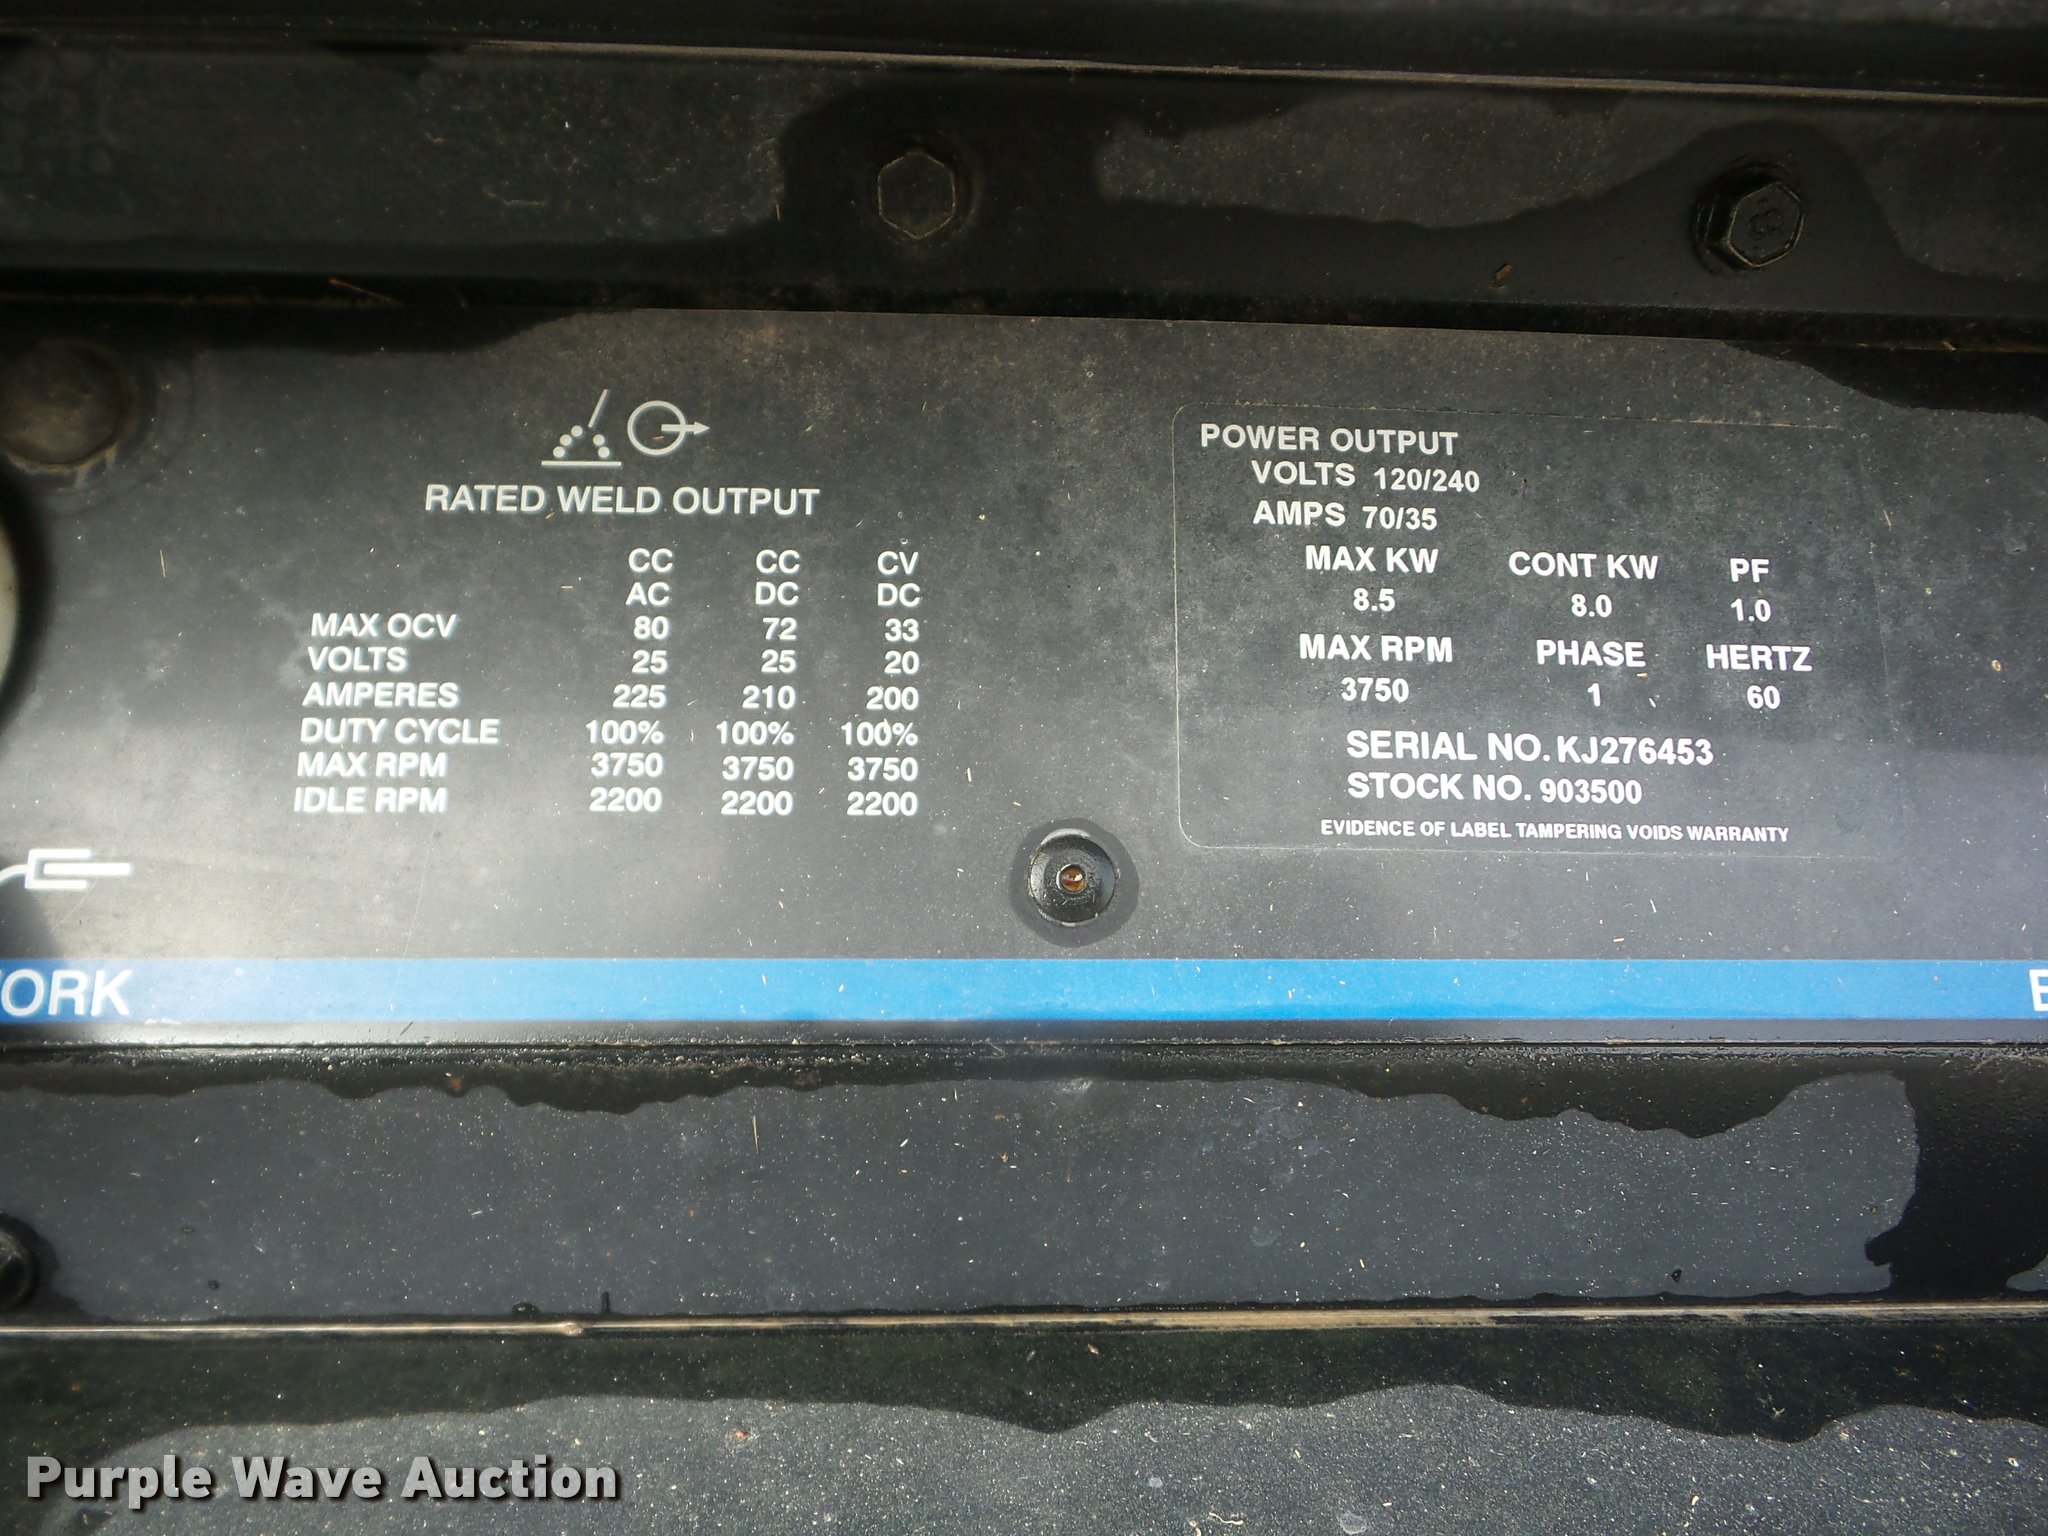 RATED WELD OUTPUT
CC CC CV
AC DC DC
MAX OCV 80 72 33
VOLTS 25 25 20
AMPERES 225 210 200
DUTY CYCLE 100% 100% 100%
MAX RPM 3750 3750 3750
IDLE RPM 2200 2200 2200
POWER OUTPUT
VOLTS 120/240
AMPS 70/35
MAX KW CONT KW PF
8.5 8.0 1.0
MAX RPM PHASE HERTZ
3750 1 60
SERIAL NO. KJ276453
STOCK NO. 903500
EVIDENCE OF LABEL TAMPERING VOIDS WARRANTY
ORK
Purple Wave Auction